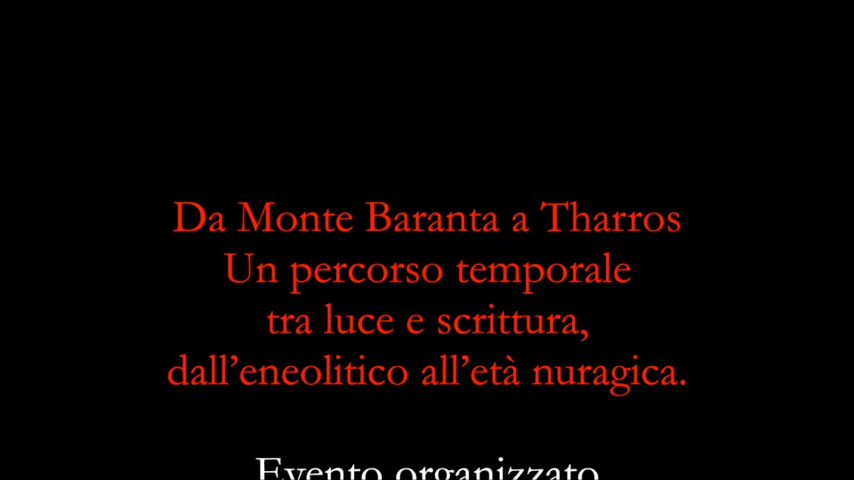 Da Monte Baranta a Tharros
Un percorso temporale
tra luce e scrittura,
dall’eneolitico all’età nuragica.
Evento organizzato